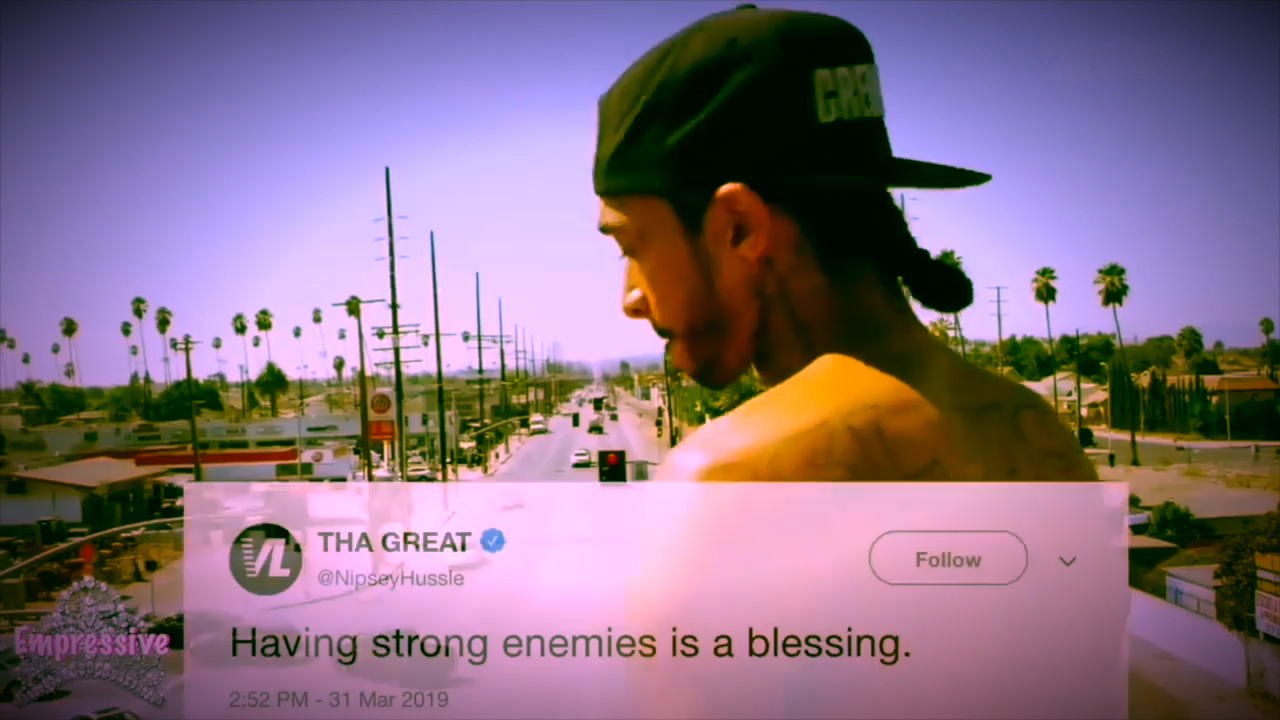 THA GREAT
@NipseyHussle
Follow
Having strong enemies is a blessing.
2:52 PM - 31 Mar 2019
Empressive